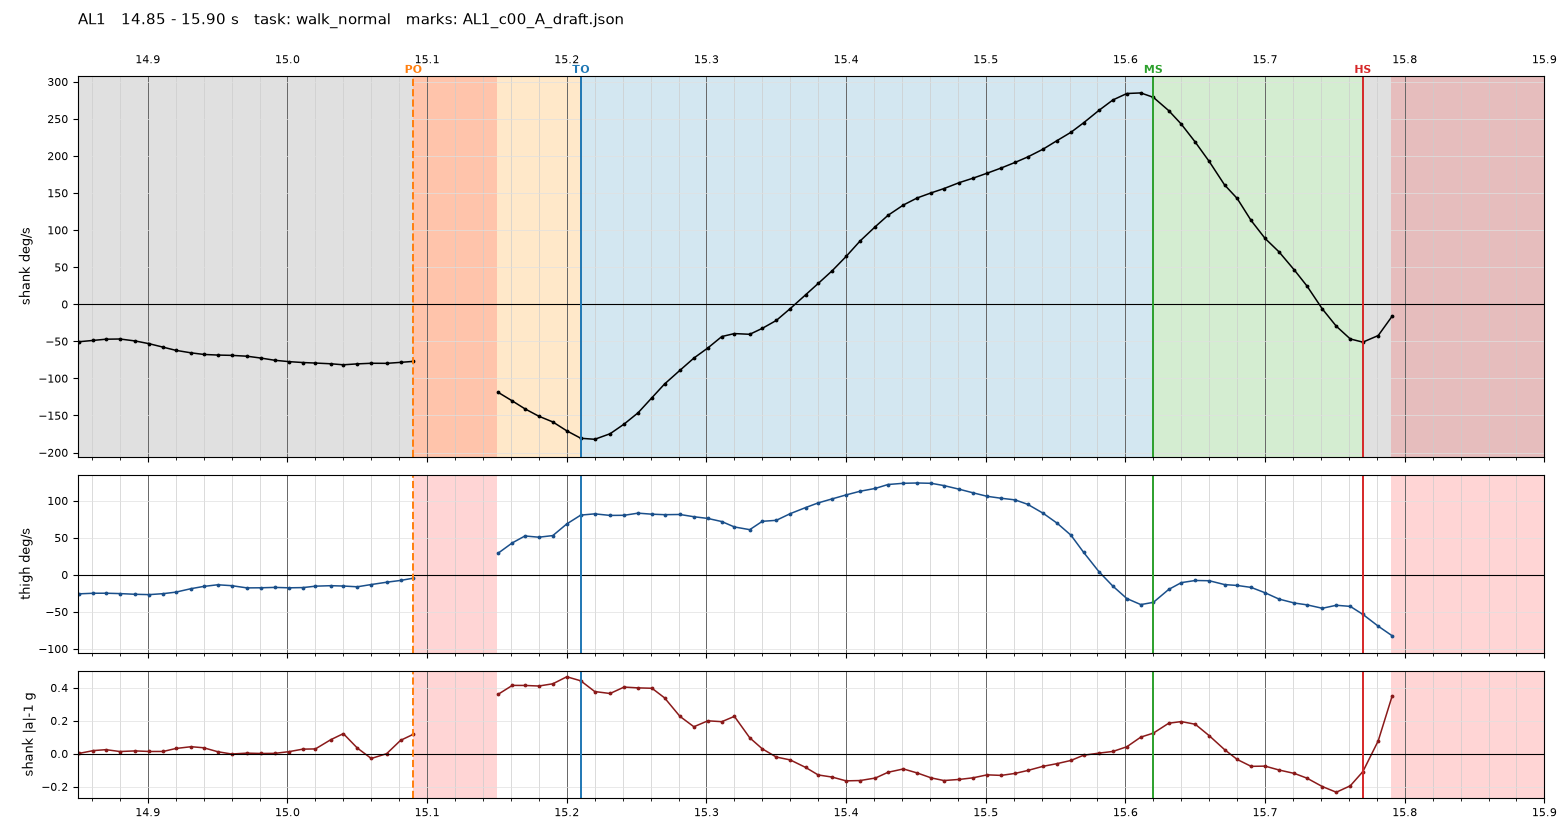 AL1   14.85 - 15.90 s   task: walk_normal   marks: AL1_c00_A_draft.json
14.9 15.0 15.1 15.2 15.3 15.4 15.5 15.6 15.7 15.8 15.9
PO TO MS HS
300
250
200
150
100
50
0
−50
−100
−150
−200
shank deg/s
100
50
0
−50
−100
thigh deg/s
0.4
0.2
0.0
−0.2
shank |a|-1 g
14.9 15.0 15.1 15.2 15.3 15.4 15.5 15.6 15.7 15.8 15.9